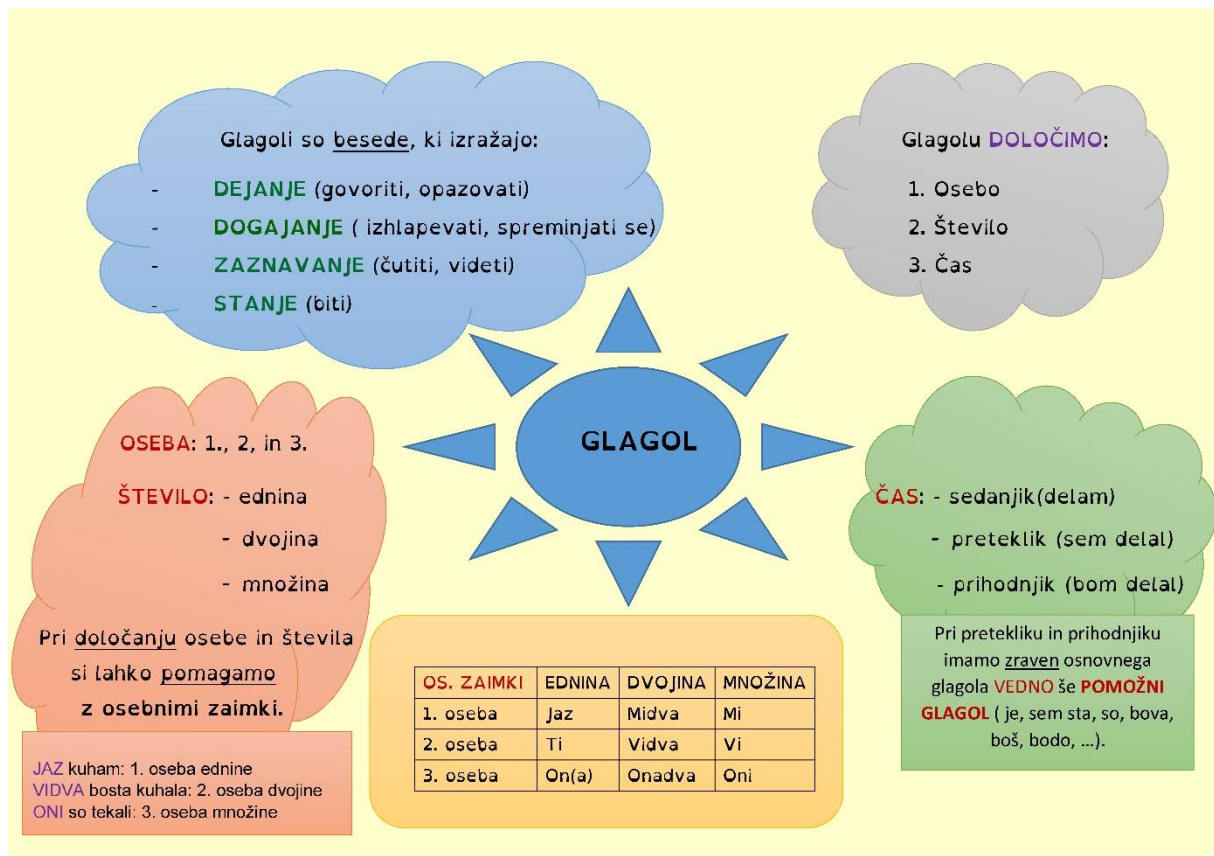 Glagoli so besede, ki izražajo:
- DEJANJE (govoriti, opazovati)
- DOGAJANJE ( izhlapevati, spreminjati se)
- ZAZNAVANJE (čutiti, videti)
- STANJE (biti)
Glagolu DOLOČIMO:
1. Osebo
2. Število
3. Čas
GLAGOL
OSEBA: 1., 2, in 3.
ŠTEVILO: - ednina
- dvojina
- množina
Pri določanju osebe in števila
si lahko pomagamo
z osebnimi zaimki.
JAZ kuham: 1. oseba ednine
VIDVA bosta kuhala: 2. oseba dvojine
ONI so tekali: 3. oseba množine
OS. ZAIMKI EDNINA DVOJINA MNOŽINA
1. oseba Jaz Midva Mi
2. oseba Ti Vidva Vi
3. oseba On(a) Onadva Oni
ČAS: - sedanjik(delam)
- preteklik (sem delal)
- prihodnjik (bom delal)
Pri pretekliku in prihodnjiku
imamo zraven osnovnega
glagola VEDNO še POMOŽNI
GLAGOL ( je, sem sta, so, bova,
boš, bodo, ...).